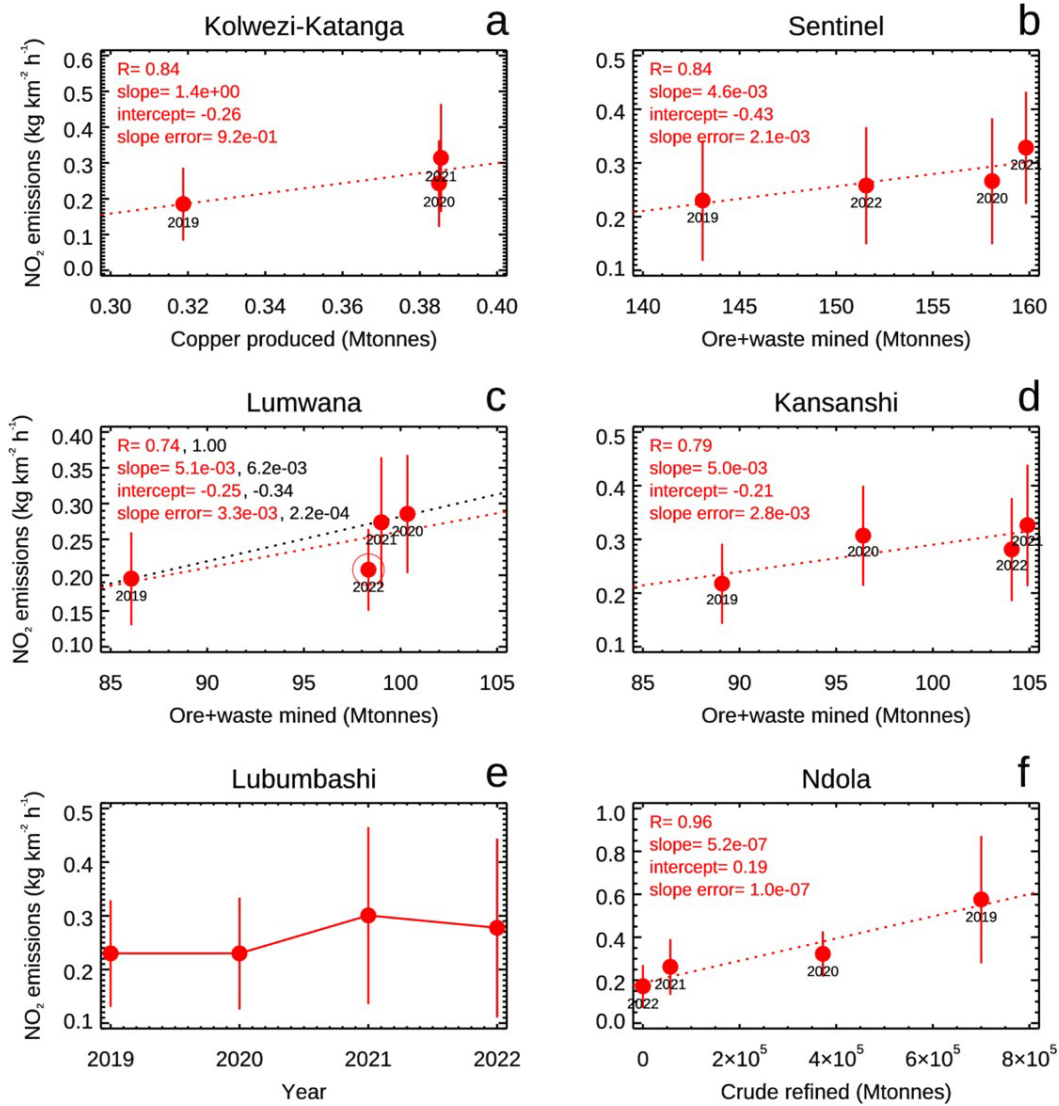 Kolwezi-Katanga
a
NO₂ emissions (kg km⁻² h⁻¹)
0.6
0.5
0.4
0.3
0.2
0.1
0.0
R= 0.84
slope= 1.4e+00
intercept= -0.26
slope error= 9.2e-01
2019
2021
2020
0.30 0.32 0.34 0.36 0.38 0.40
Copper produced (Mtonnes)
Sentinel
b
0.5
0.4
0.3
0.2
0.1
R= 0.84
slope= 4.6e-03
intercept= -0.43
slope error= 2.1e-03
2019
2022
2020
2021
140 145 150 155 160
Ore+waste mined (Mtonnes)
Lumwana
c
NO₂ emissions (kg km⁻² h⁻¹)
0.40
0.35
0.30
0.25
0.20
0.15
0.10
R= 0.74, 1.00
slope= 5.1e-03, 6.2e-03
intercept= -0.25, -0.34
slope error= 3.3e-03, 2.2e-04
2019
2022
2021
2020
85 90 95 100 105
Ore+waste mined (Mtonnes)
Kansanshi
d
0.5
0.4
0.3
0.2
0.1
R= 0.79
slope= 5.0e-03
intercept= -0.21
slope error= 2.8e-03
2019
2020
2022
2021
85 90 95 100 105
Ore+waste mined (Mtonnes)
Lubumbashi
e
NO₂ emissions (kg km⁻² h⁻¹)
0.5
0.4
0.3
0.2
0.1
2019 2020 2021 2022
Year
Ndola
f
1.0
0.8
0.6
0.4
0.2
0.0
R= 0.96
slope= 5.2e-07
intercept= 0.19
slope error= 1.0e-07
2022
2021
2020
2019
0 2×10⁵ 4×10⁵ 6×10⁵ 8×10⁵
Crude refined (Mtonnes)